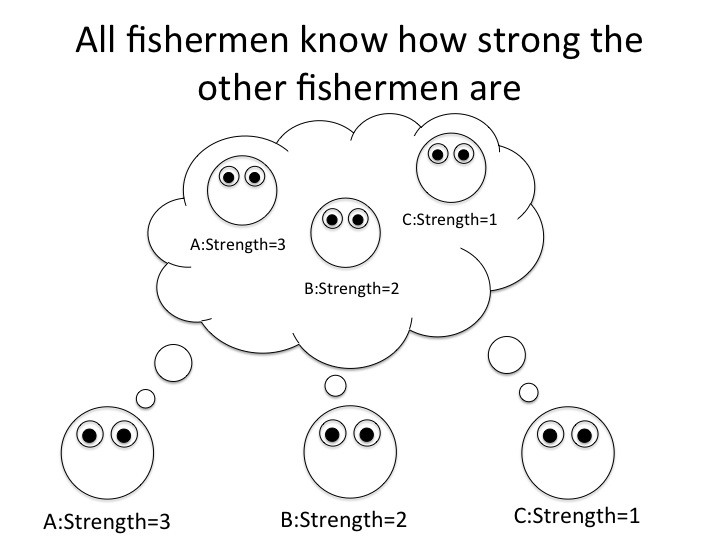 All fishermen know how strong the
other fishermen are
C:Strength=1
A:Strength=3
B:Strength=2
A:Strength=3
B:Strength=2
C:Strength=1